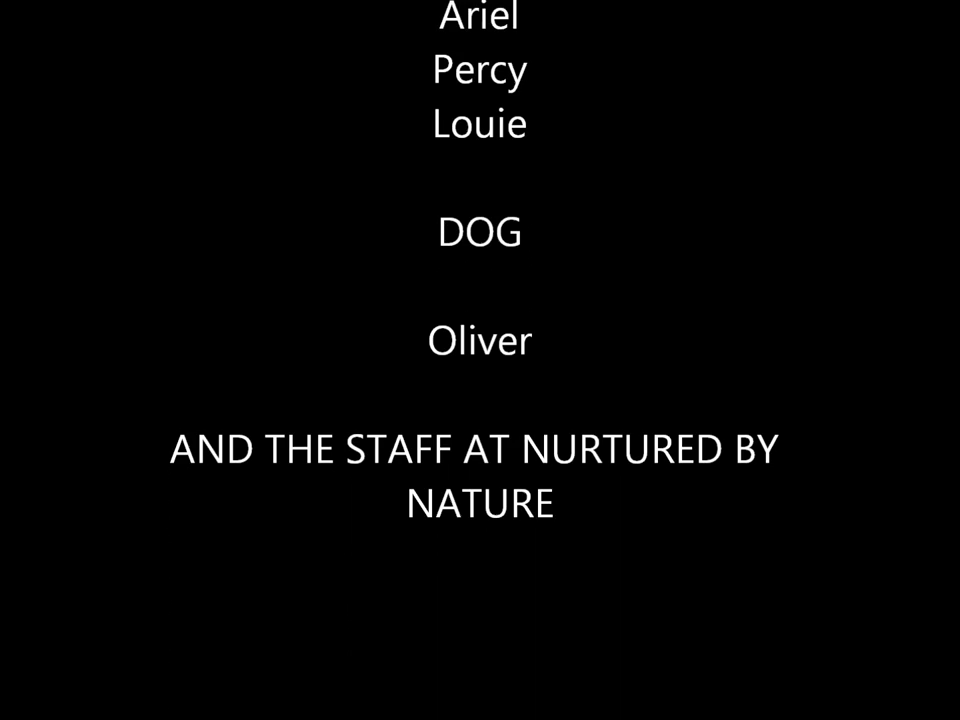 Ariel
Percy
Louie
DOG
Oliver
AND THE STAFF AT NURTURED BY
NATURE